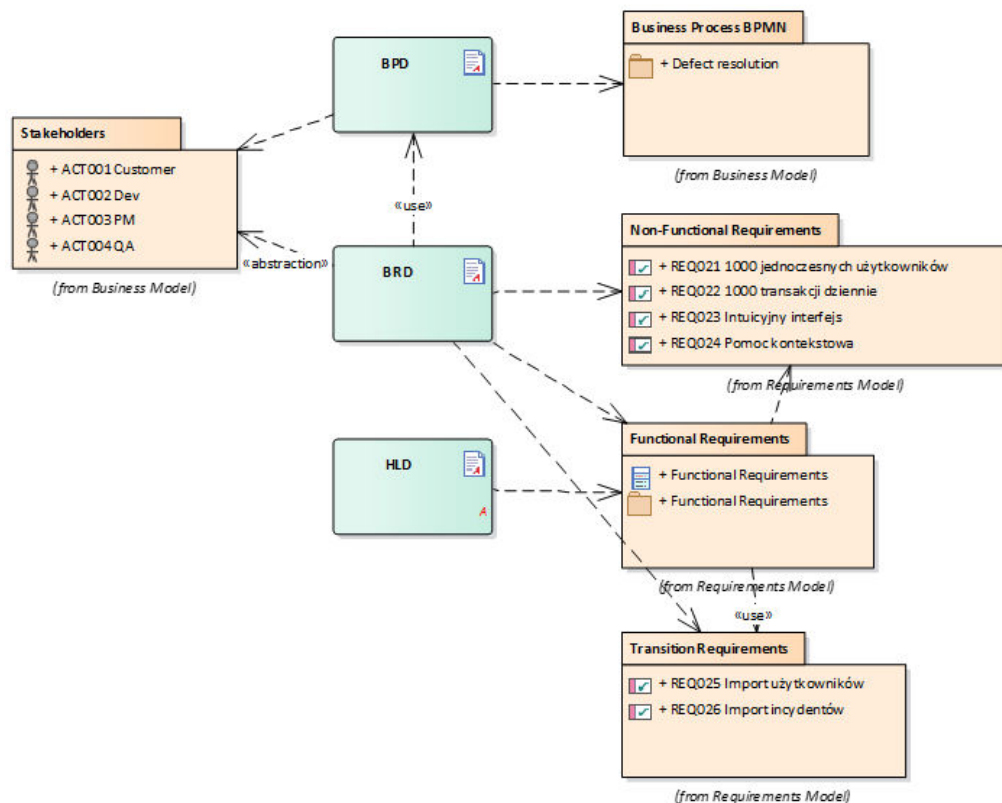 Business Process BPMN
+ Defect resolution
(from Business Model)
BPD
Stakeholders
+ ACT001 Customer
+ ACT002 Dev
+ ACT003 PM
+ ACT004 QA
(from Business Model)
«use»
«abstraction»
BRD
Non-Functional Requirements
+ REQ021 1000 jednoczesnych użytkowników
+ REQ022 1000 transakcji dziennie
+ REQ023 Intuicyjny interfejs
+ REQ024 Pomoc kontekstowa
(from Requirements Model)
HLD
A
Functional Requirements
+ Functional Requirements
+ Functional Requirements
(from Requirements Model)
«use»
Transition Requirements
+ REQ025 Import użytkowników
+ REQ026 Import incydentów
(from Requirements Model)